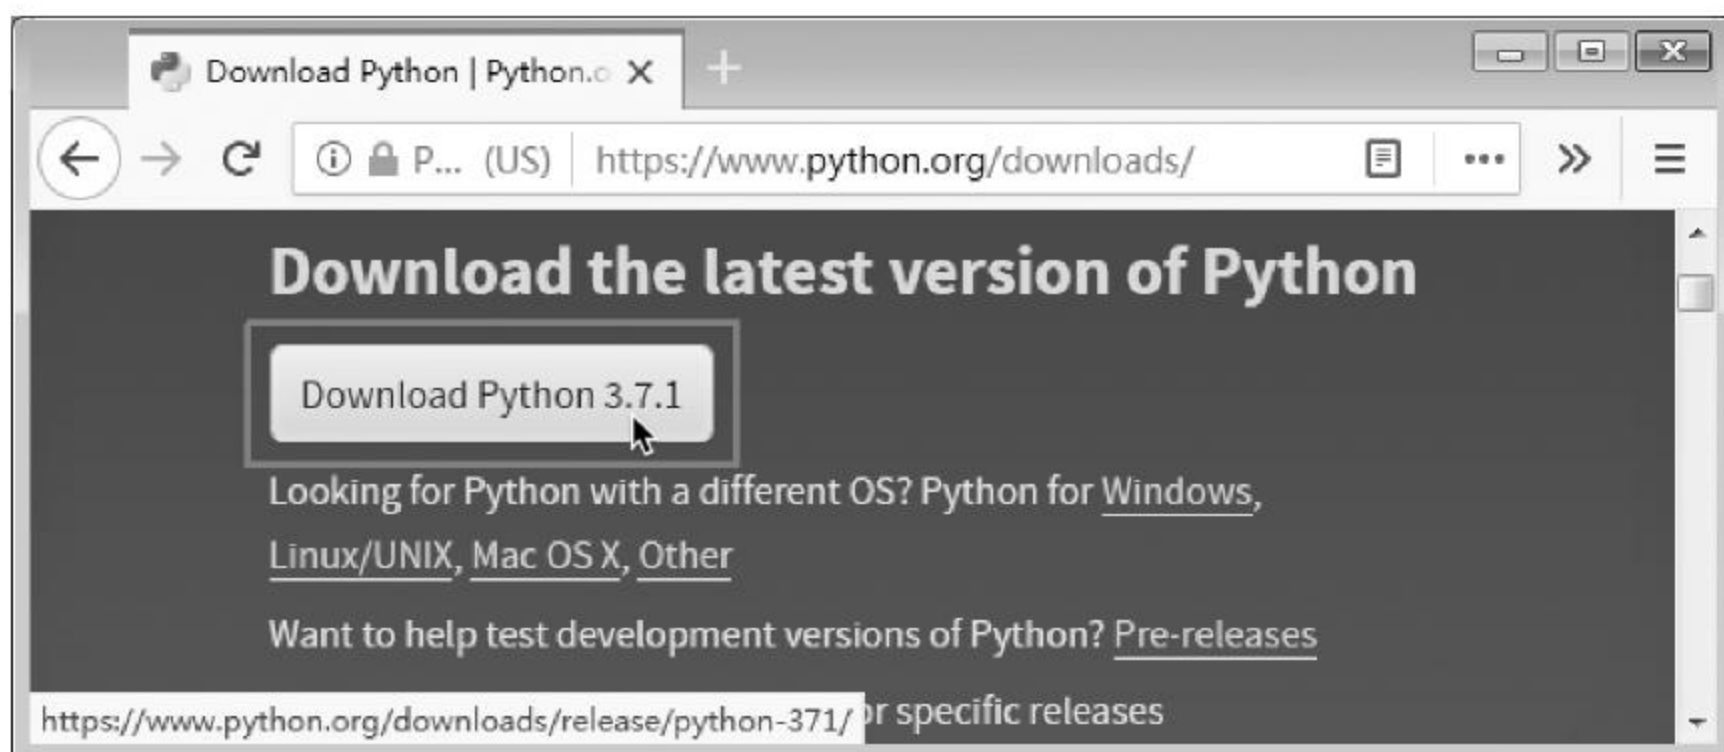 Download Python | Python.o
P... (US) https://www.python.org/downloads/
Download the latest version of Python
Download Python 3.7.1
Looking for Python with a different OS? Python for Windows,
Linux/UNIX, Mac OS X, Other
Want to help test development versions of Python? Pre-releases
https://www.python.org/downloads/release/python-371/ or specific releases